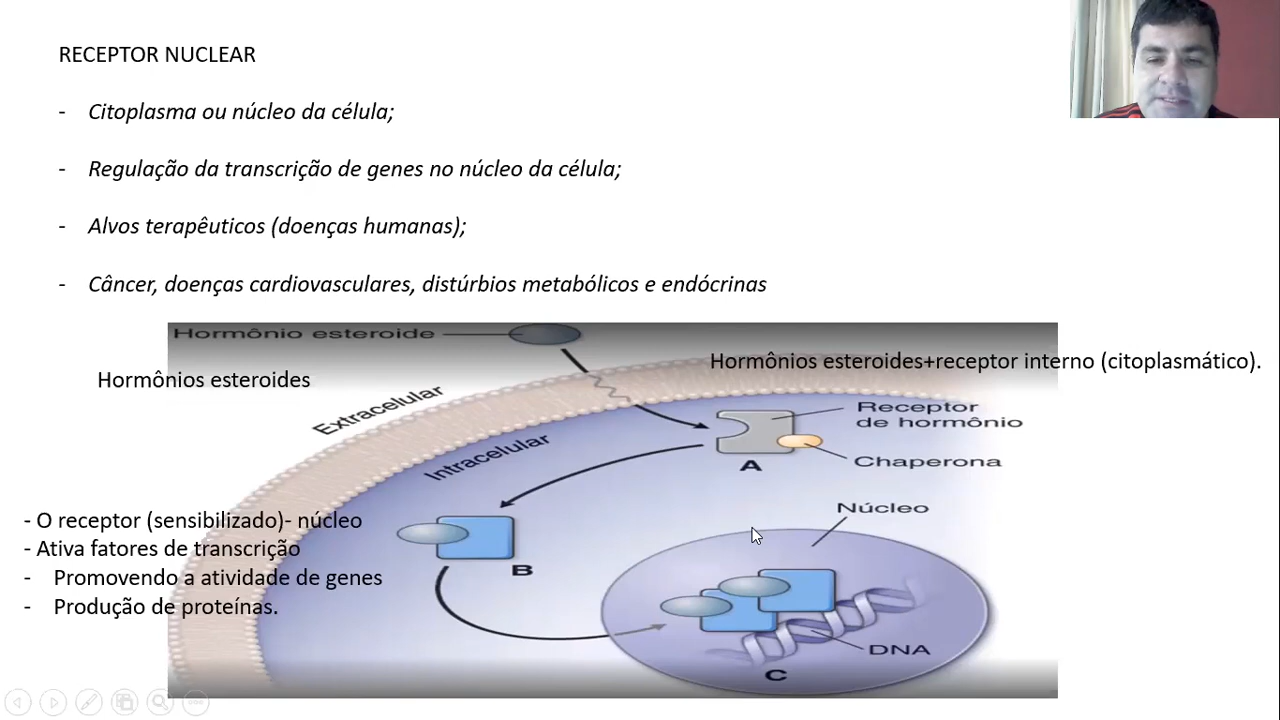 RECEPTOR NUCLEAR
- Citoplasma ou núcleo da célula;
- Regulação da transcrição de genes no núcleo da célula;
- Alvos terapêuticos (doenças humanas);
- Câncer, doenças cardiovasculares, distúrbios metabólicos e endócrinas
Hormônio esteroide
Hormônios esteroides+receptor interno (citoplasmático).
Hormônios esteroides
Extracelular
Intracelular
Receptor
de hormônio
A
Chaperona
Núcleo
- O receptor (sensibilizado)- núcleo
- Ativa fatores de transcrição
- Promovendo a atividade de genes
- Produção de proteínas.
B
DNA
C